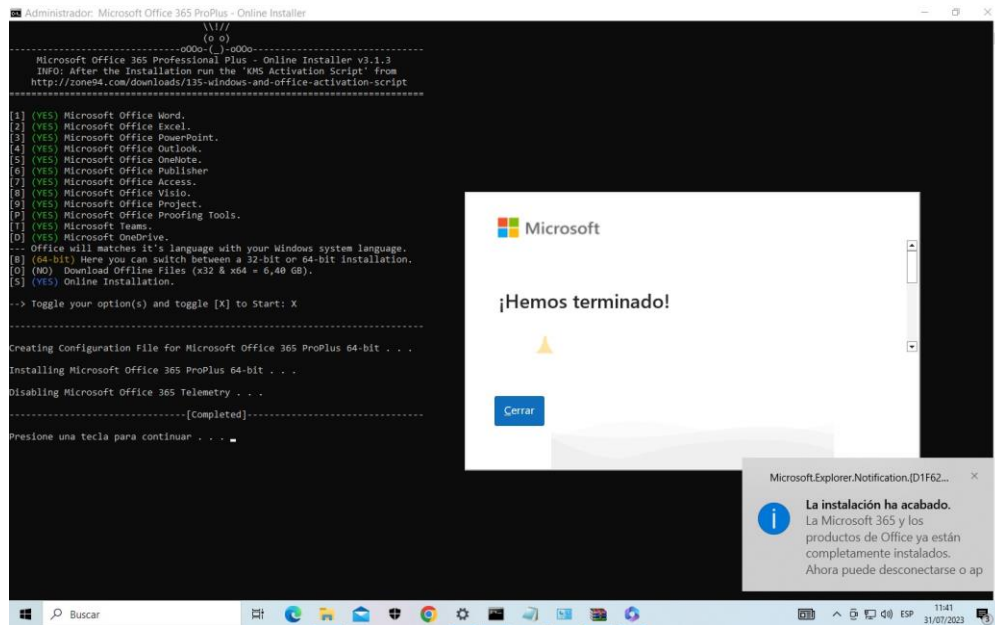 Administrador: Microsoft Office 365 ProPlus - Online Installer
\\!//
(o o)
-------------------------------oOOo-(_)-oOOo-------------------------------
Microsoft Office 365 Professional Plus - Online Installer v3.1.3
INFO: After the Installation run the 'KMS Activation Script' from
http://zone94.com/downloads/135-windows-and-office-activation-script
===========================================================================
[1] (YES) Microsoft Office Word.
[2] (YES) Microsoft Office Excel.
[3] (YES) Microsoft Office PowerPoint.
[4] (YES) Microsoft Office Outlook.
[5] (YES) Microsoft Office OneNote.
[6] (YES) Microsoft Office Publisher
[7] (YES) Microsoft Office Access.
[8] (YES) Microsoft Office Visio.
[9] (YES) Microsoft Office Project.
[P] (YES) Microsoft Office Proofing Tools.
[T] (YES) Microsoft Teams.
[D] (YES) Microsoft OneDrive.
--- Office will matches it's language with your Windows system language.
[B] (64-bit) Here you can switch between a 32-bit or 64-bit installation.
[O] (NO) Download Offline Files (x32 & x64 = 6,40 GB).
[S] (YES) Online Installation.
--> Toggle your option(s) and toggle [X] to Start: X
---------------------------------------------------------------------------
Creating Configuration File for Microsoft Office 365 ProPlus 64-bit . . .
Installing Microsoft Office 365 ProPlus 64-bit . . .
Disabling Microsoft Office 365 Telemetry . . .
--------------------------------[Completed]--------------------------------
Presione una tecla para continuar . . .
Microsoft
¡Hemos terminado!
Cerrar
Microsoft.Explorer.Notification.{D1F62...
La instalación ha acabado.
La Microsoft 365 y los
productos de Office ya están
completamente instalados.
Ahora puede desconectarse o ap
Buscar
ESP
11:41
31/07/2023
3